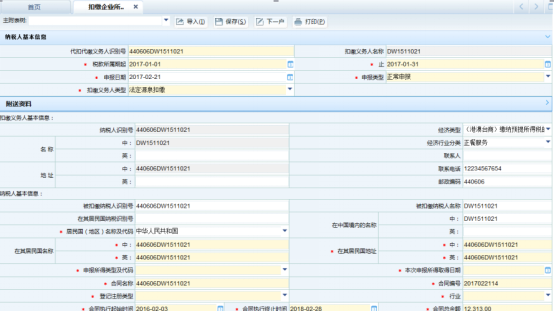 首页 扣缴企业所... ×
主附表树: 导入(I) 保存(S) 下一户 打印(P)
纳税人基本信息
代扣代缴义务人识别号 440606DW1511021 扣缴义务人名称 DW1511021
* 税款所属期起 2017-01-01 * 止 2017-01-31
* 申报日期 2017-02-21 * 申报类型 正常申报
* 扣缴义务人类型 法定源泉扣缴
附送资料
扣缴义务人基本信息:
纳税人识别号 440606DW1511021 经济类型 (港澳台商)缴纳预提所得税
名 称 中: DW1511021 经济行业分类 正餐服务
英: 联系人
地 址 中: 440606DW1511021 联系电话 12234567654
英: 邮政编码 440606
纳税人基本信息:
被扣缴纳税人识别号 440606DW1511021 被扣缴纳税人名称 DW1511021
在其居民国纳税识别号 在中国境内的名称 中: DW1511021
* 居民国(地区)名称及代码 中华人民共和国 英:
* 在其居民国名称 * 中: 440606DW1511021 * 在其居民国地址 * 中: 440606DW1511021
* 英: 440606DW1511021 * 英: 440606DW1511021
* 申报所得类型及代码 * 本次申报所得取得日期
* 合同名称 440606DW1511021 * 合同编号 2017022114
* 登记注册类型 * 行业
* 合同执行起始时间 2016-02-03 * 合同执行终止时间 2018-02-28 * 合同总金额 12,313.00